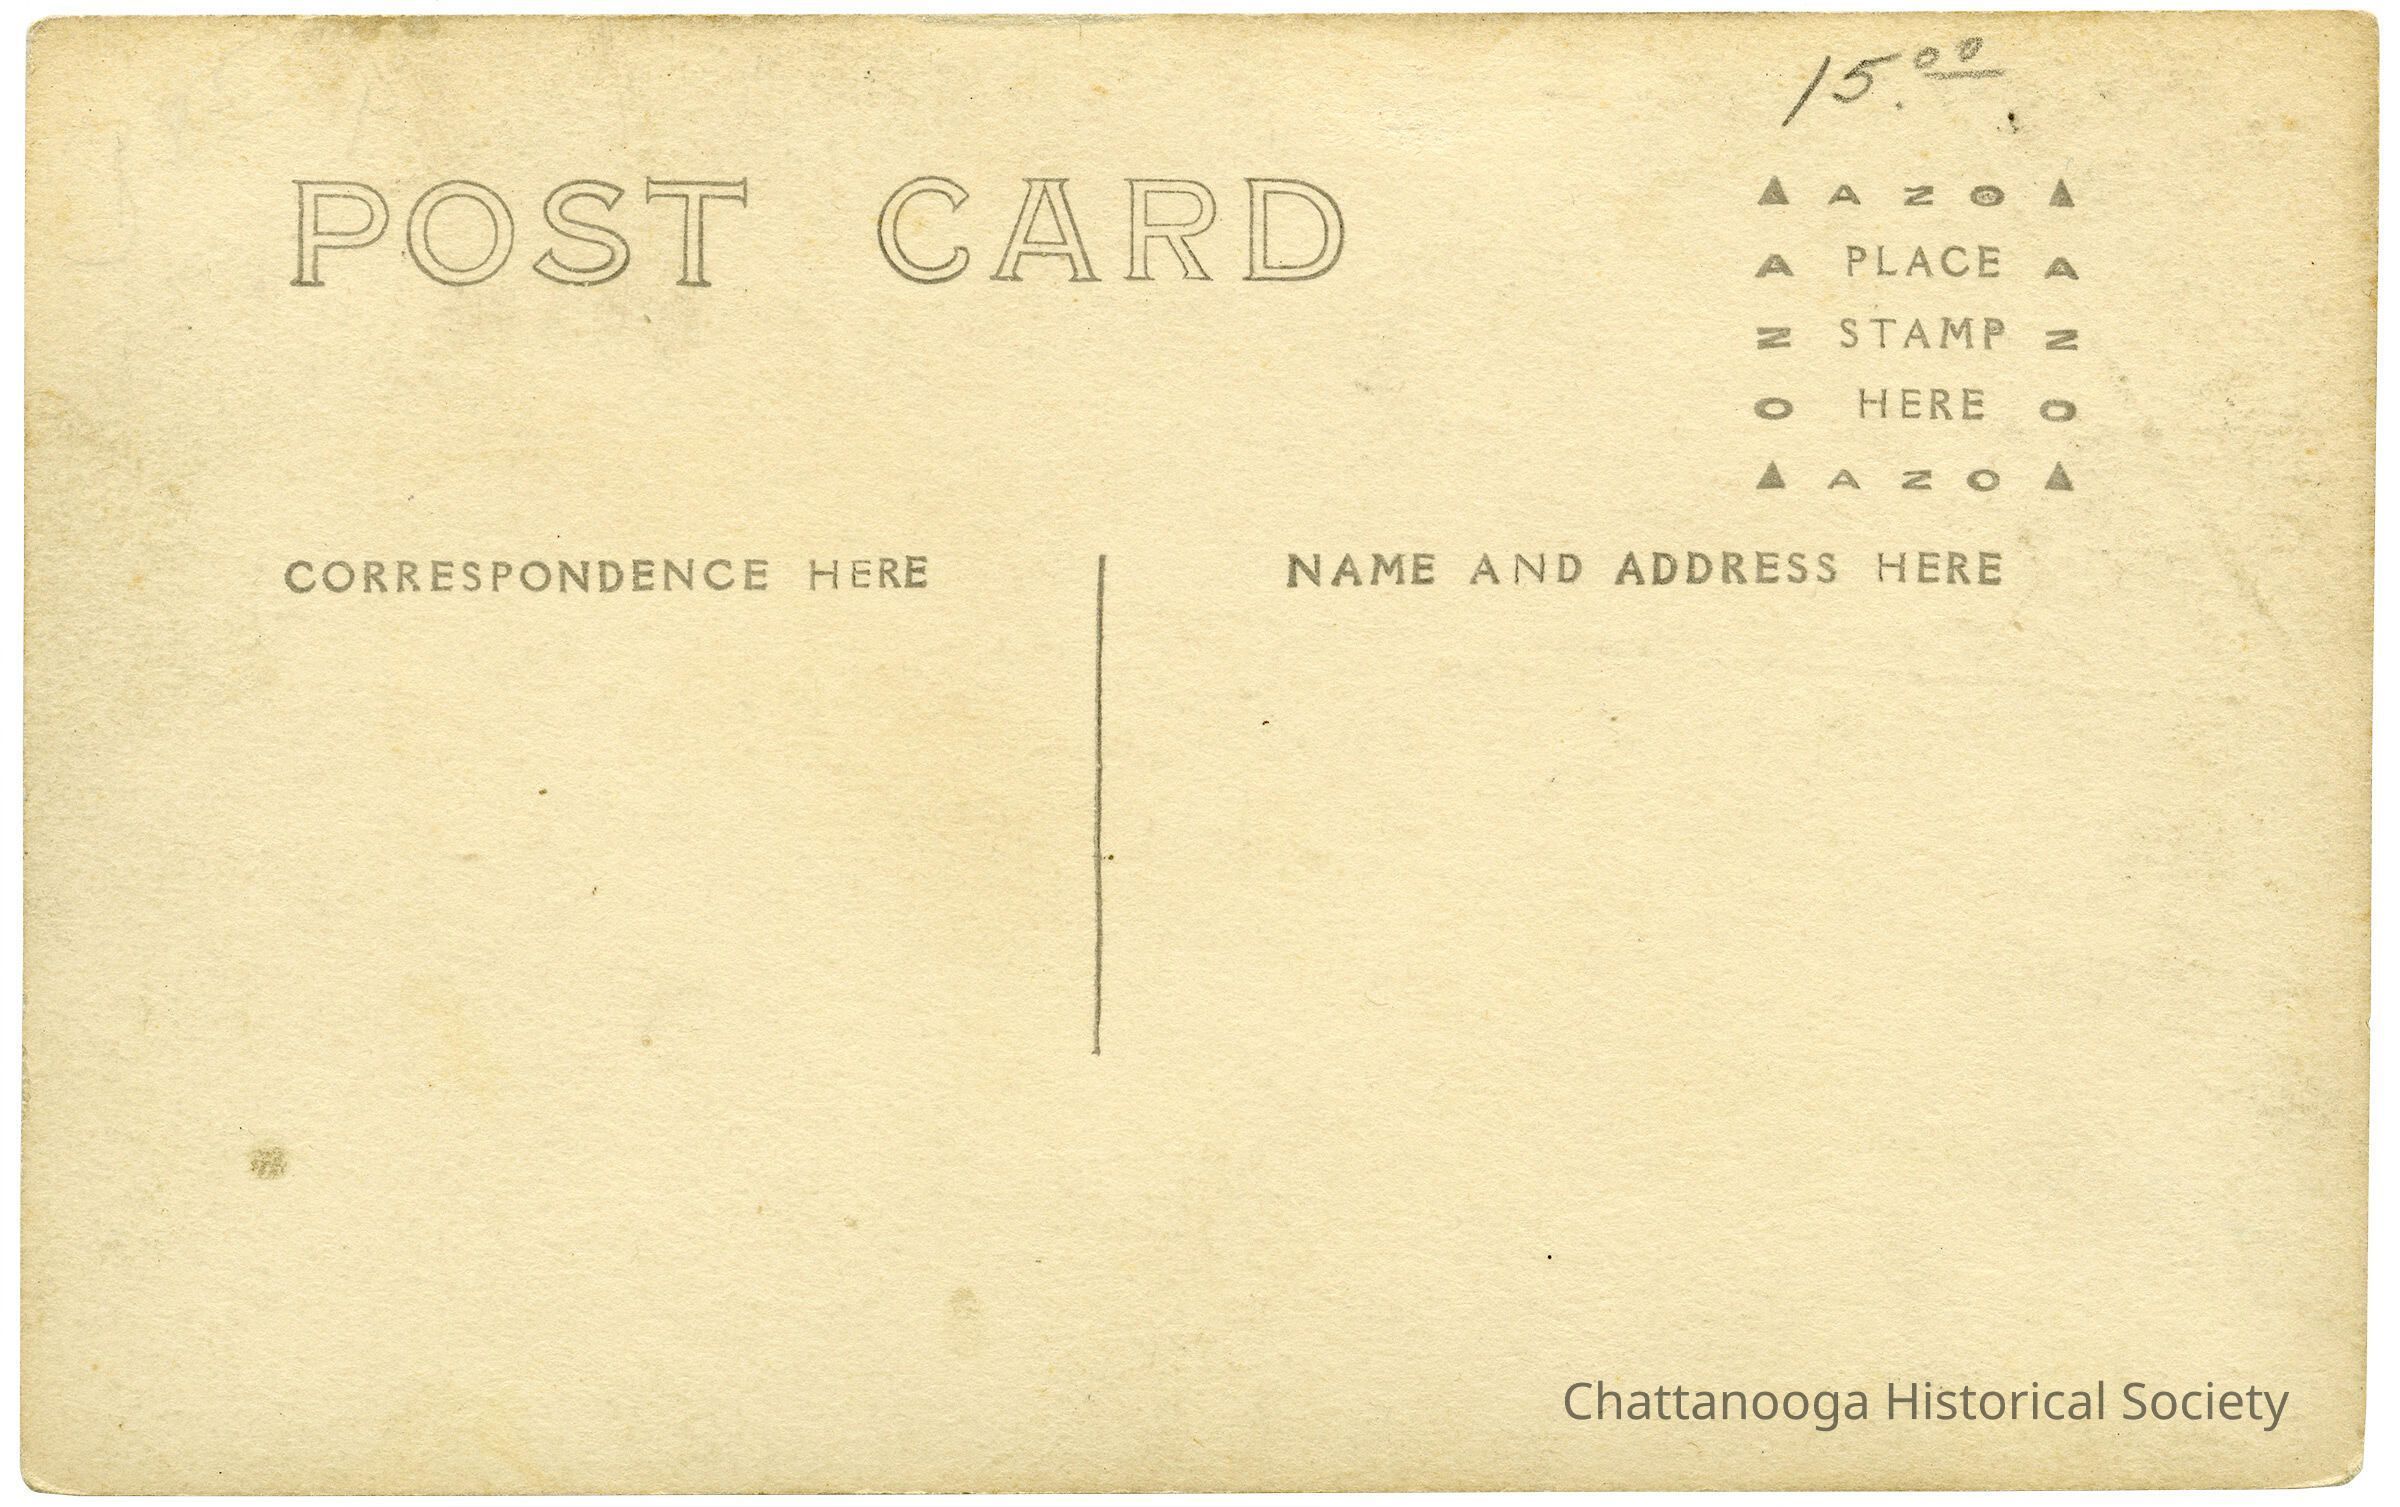 15.00
POST CARD
AZO
A PLACE A
N STAMP N
O HERE O
AZO
CORRESPONDENCE HERE
NAME AND ADDRESS HERE
Chattanooga Historical Society